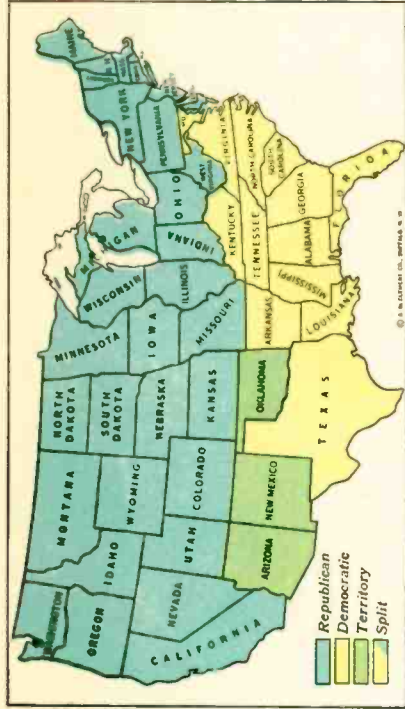 WASHINGTON
OREGON
CALIFORNIA
NEVADA
IDAHO
MONTANA
WYOMING
UTAH
COLORADO
ARIZONA
NEW MEXICO
NORTH
DAKOTA
SOUTH
DAKOTA
NEBRASKA
KANSAS
OKLAHOMA
TEXAS
MINNESOTA
IOWA
MISSOURI
ARKANSAS
LOUISIANA
WISCONSIN
ILLINOIS
INDIANA
OHIO
KENTUCKY
TENNESSEE
MISSISSIPPI
ALABAMA
GEORGIA
FLORIDA
SOUTH
CAROLINA
NORTH CAROLINA
VIRGINIA
WEST
PENNSYLVANIA
NEW YORK
MAINE
Republican
Democratic
Territory
Split